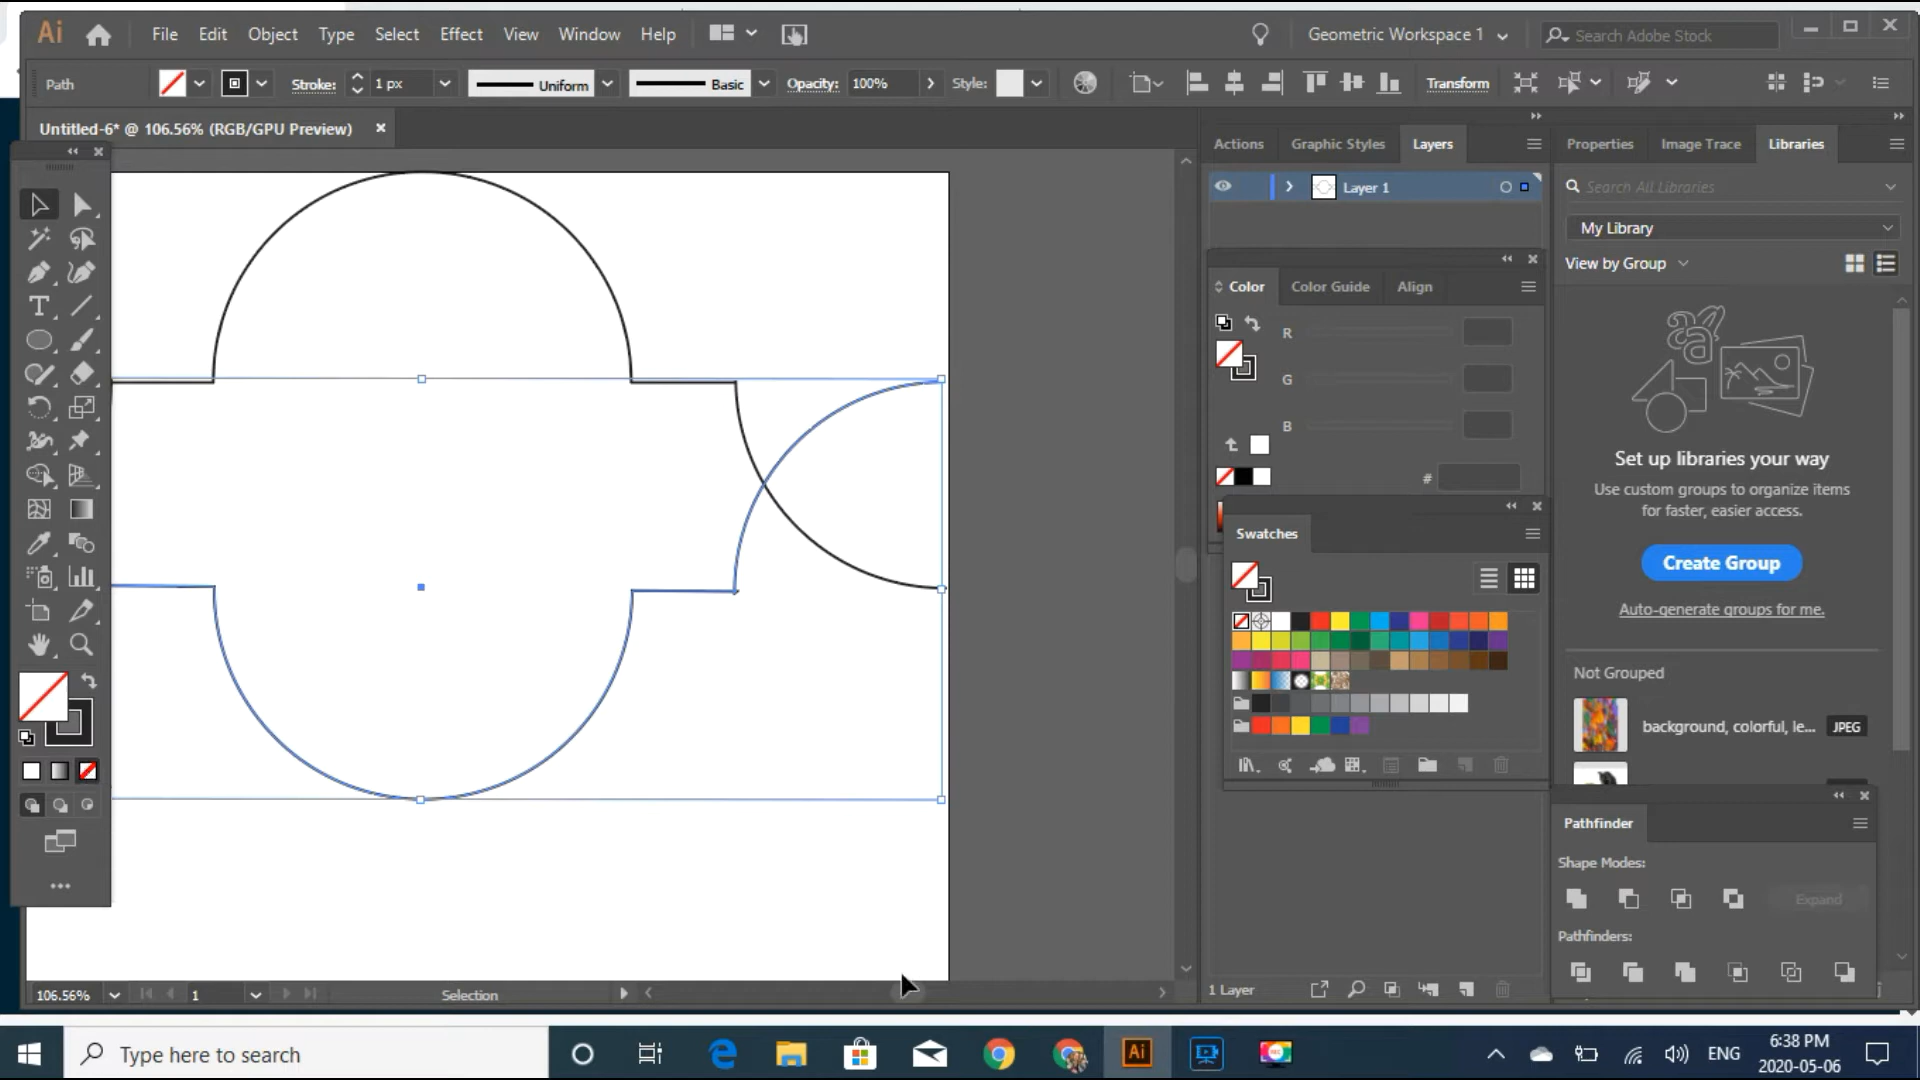 Ai File Edit Object Type Select Effect View Window Help Geometric Workspace 1 Search Adobe Stock
Path Stroke: 1 px Uniform Basic Opacity: 100% Style: Transform
Untitled-6* @ 106.56% (RGB/GPU Preview)
Actions Graphic Styles Layers Properties Image Trace Libraries
Layer 1
Search All Libraries
My Library
View by Group
Color Color Guide Align
R
G
B
#
Set up libraries your way
Use custom groups to organize items
for faster, easier access.
Create Group
Auto-generate groups for me.
Swatches
Not Grouped
background, colorful, le... JPEG
Pathfinder
Shape Modes:
Expand
Pathfinders:
106.56% 1 Selection 1 Layer
Type here to search Ai ENG 6:38 PM
2020-05-06